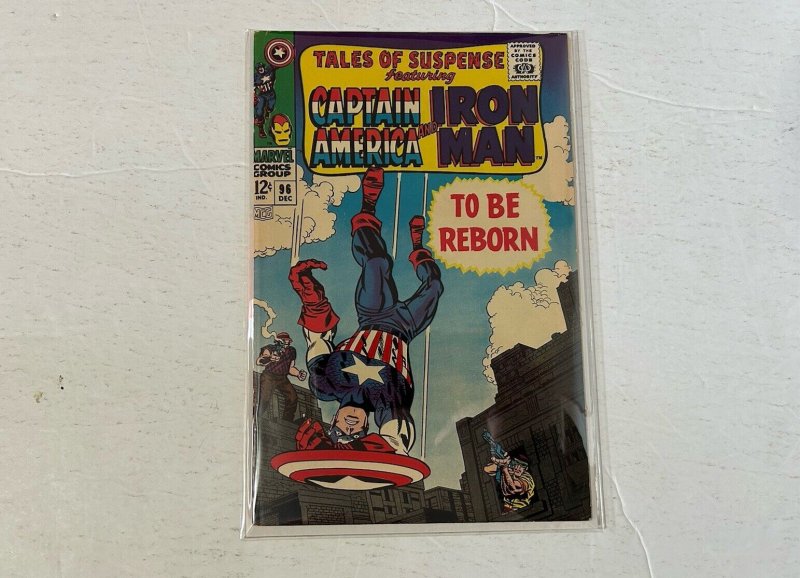 TALES OF SUSPENSE
featuring
CAPTAIN AMERICA AND IRON MAN™
APPROVED
BY THE
COMICS
CODE
AUTHORITY
MARVEL
COMICS
GROUP
12¢
IND.
96
DEC
TO BE
REBORN